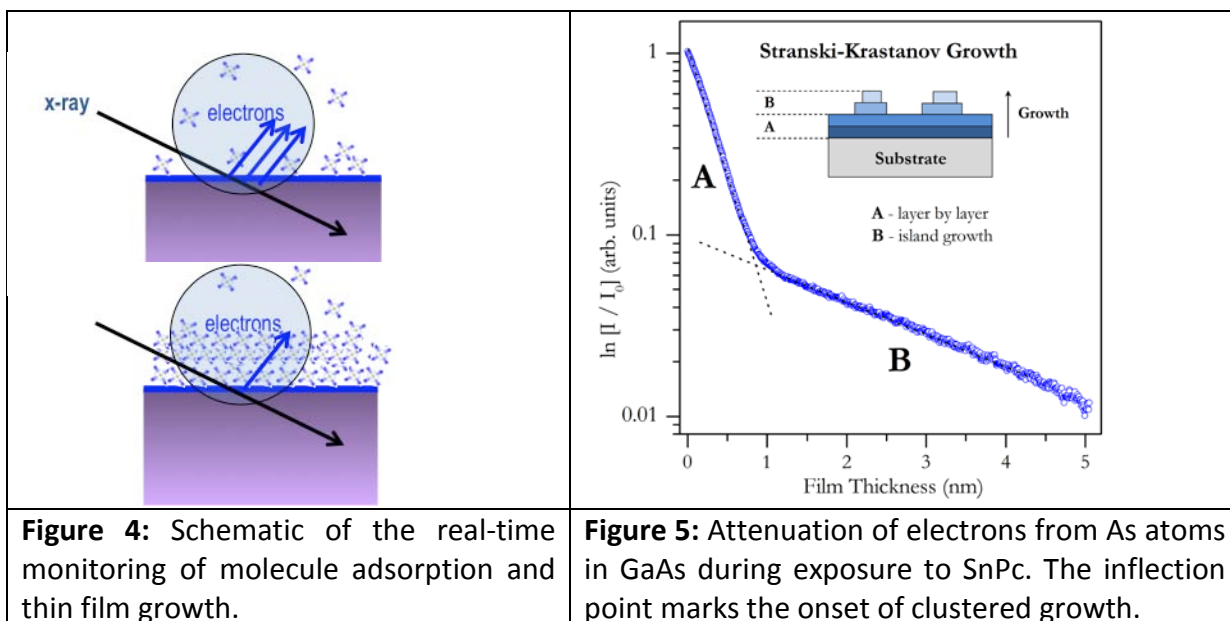 x-ray
electrons
electrons
Figure 4: Schematic of the real-time
monitoring of molecule adsorption and
thin film growth.
1
0.1
0.01
ln [I / I₀] (arb. units)
Stranski-Krastanov Growth
B
A
Growth
Substrate
A - layer by layer
B - island growth
A
B
0 1 2 3 4 5
Film Thickness (nm)
Figure 5: Attenuation of electrons from As atoms
in GaAs during exposure to SnPc. The inflection
point marks the onset of clustered growth.